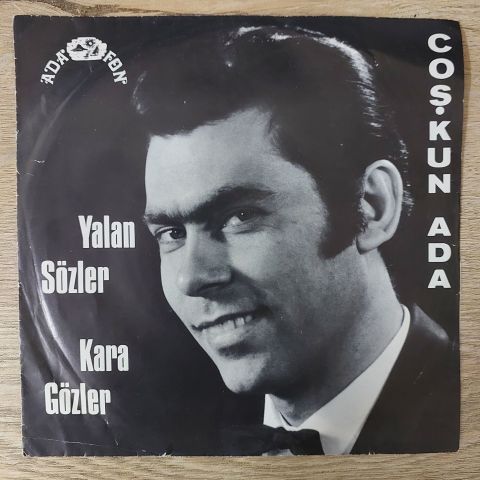 ADA FON
COŞKUN ADA
Yalan
Sözler
Kara
Gözler